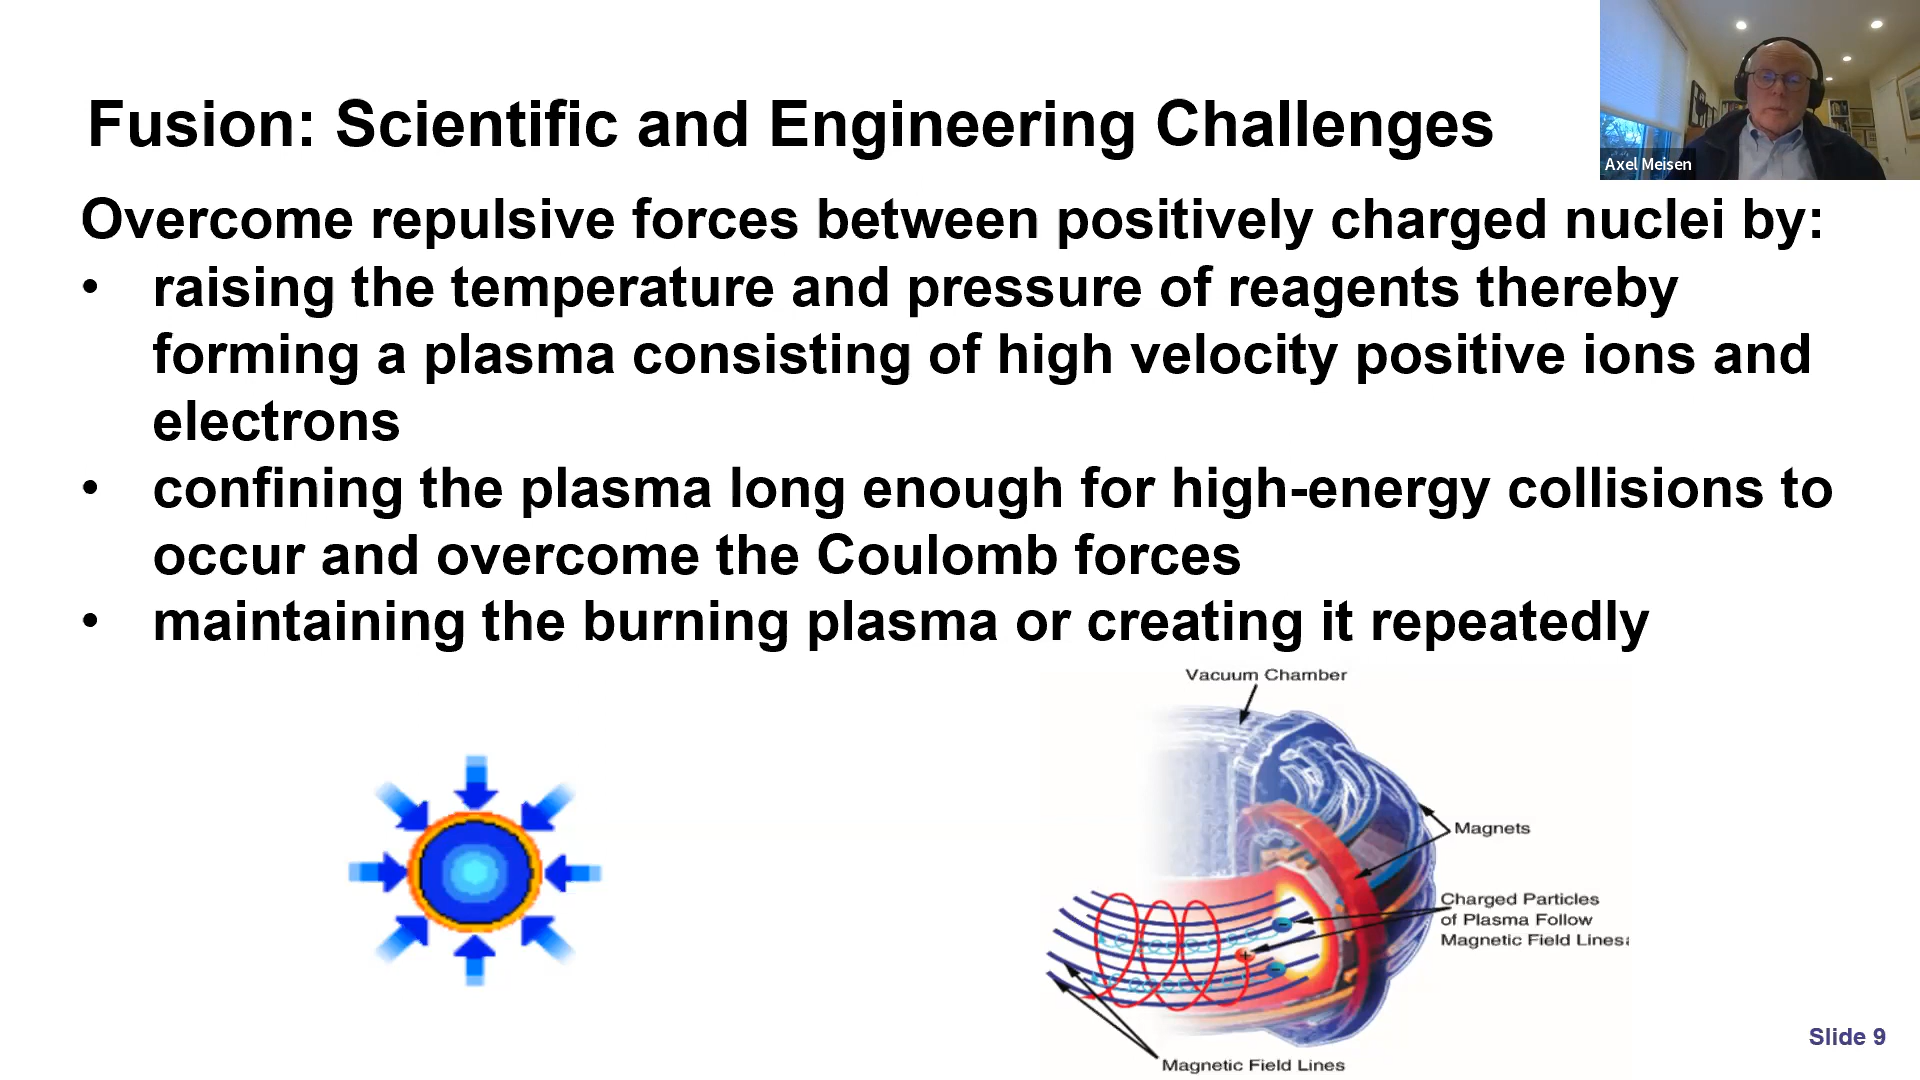 Fusion: Scientific and Engineering Challenges
Axel Meisen
Overcome repulsive forces between positively charged nuclei by:
• raising the temperature and pressure of reagents thereby
forming a plasma consisting of high velocity positive ions and
electrons
• confining the plasma long enough for high-energy collisions to
occur and overcome the Coulomb forces
• maintaining the burning plasma or creating it repeatedly
Vacuum Chamber
Magnets
Charged Particles
of Plasma Follow
Magnetic Field Lines
Magnetic Field Lines
Slide 9